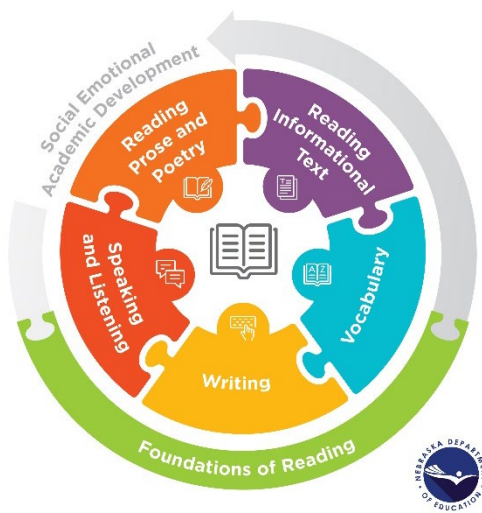 Social Emotional
Academic Development
Reading
Prose and
Poetry
Reading
Informational
Text
Speaking
and Listening
Vocabulary
A Z
Writing
Foundations of Reading
NEBRASKA DEPARTM
OF EDUCATION